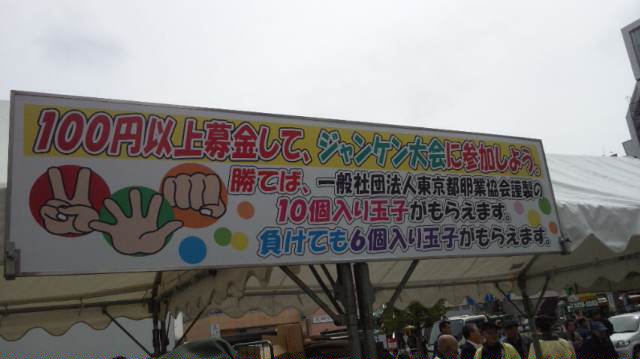 100円以上募金して、ジャンケン大会に参加しよう。
勝てば、一般社団法人東京都卵業協会謹製の
10個入り玉子がもらえます。
負けても6個入り玉子がもらえます。